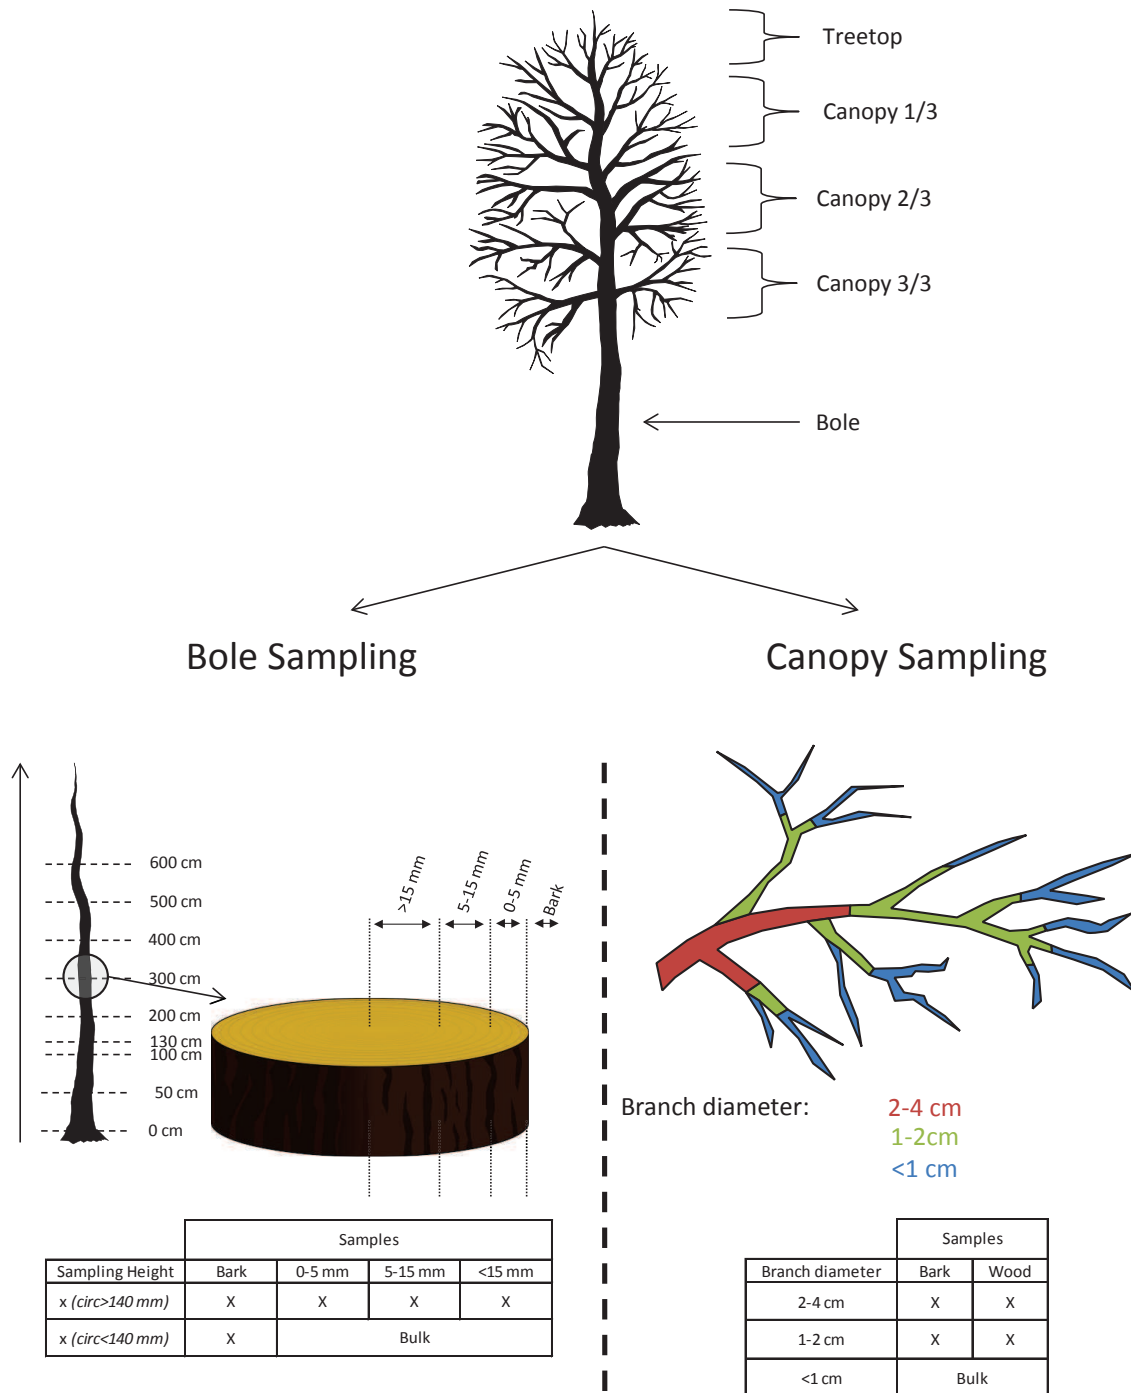 Treetop
Canopy 1/3
Canopy 2/3
Canopy 3/3
Bole
Bole Sampling
Canopy Sampling
600 cm
500 cm
400 cm
300 cm
200 cm
130 cm
100 cm
50 cm
0 cm
>15 mm
5-15 mm
0-5 mm
Bark
Branch diameter:
2-4 cm
1-2cm
<1 cm
Samples
Sampling Height Bark 0-5 mm 5-15 mm <15 mm
x (circ>140 mm) X X X X
x (circ<140 mm) X Bulk
Samples
Branch diameter Bark Wood
2-4 cm X X
1-2 cm X X
<1 cm Bulk